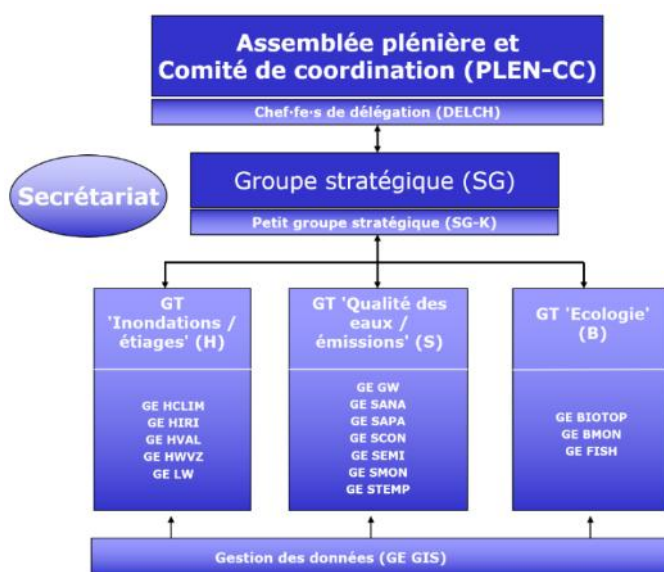 Assemblée plénière et
Comité de coordination (PLEN-CC)
Chef·fe·s de délégation (DELCH)
Secrétariat
Groupe stratégique (SG)
Petit groupe stratégique (SG-K)
GT
'Inondations /
étiages' (H)
GE HCLIM
GE HIRI
GE HVAL
GE HWVZ
GE LW
GT 'Qualité des
eaux /
émissions' (S)
GE GW
GE SANA
GE SAPA
GE SCON
GE SEMI
GE SMON
GE STEMP
GT 'Ecologie'
(B)
GE BIOTOP
GE BMON
GE FISH
Gestion des données (GE GIS)